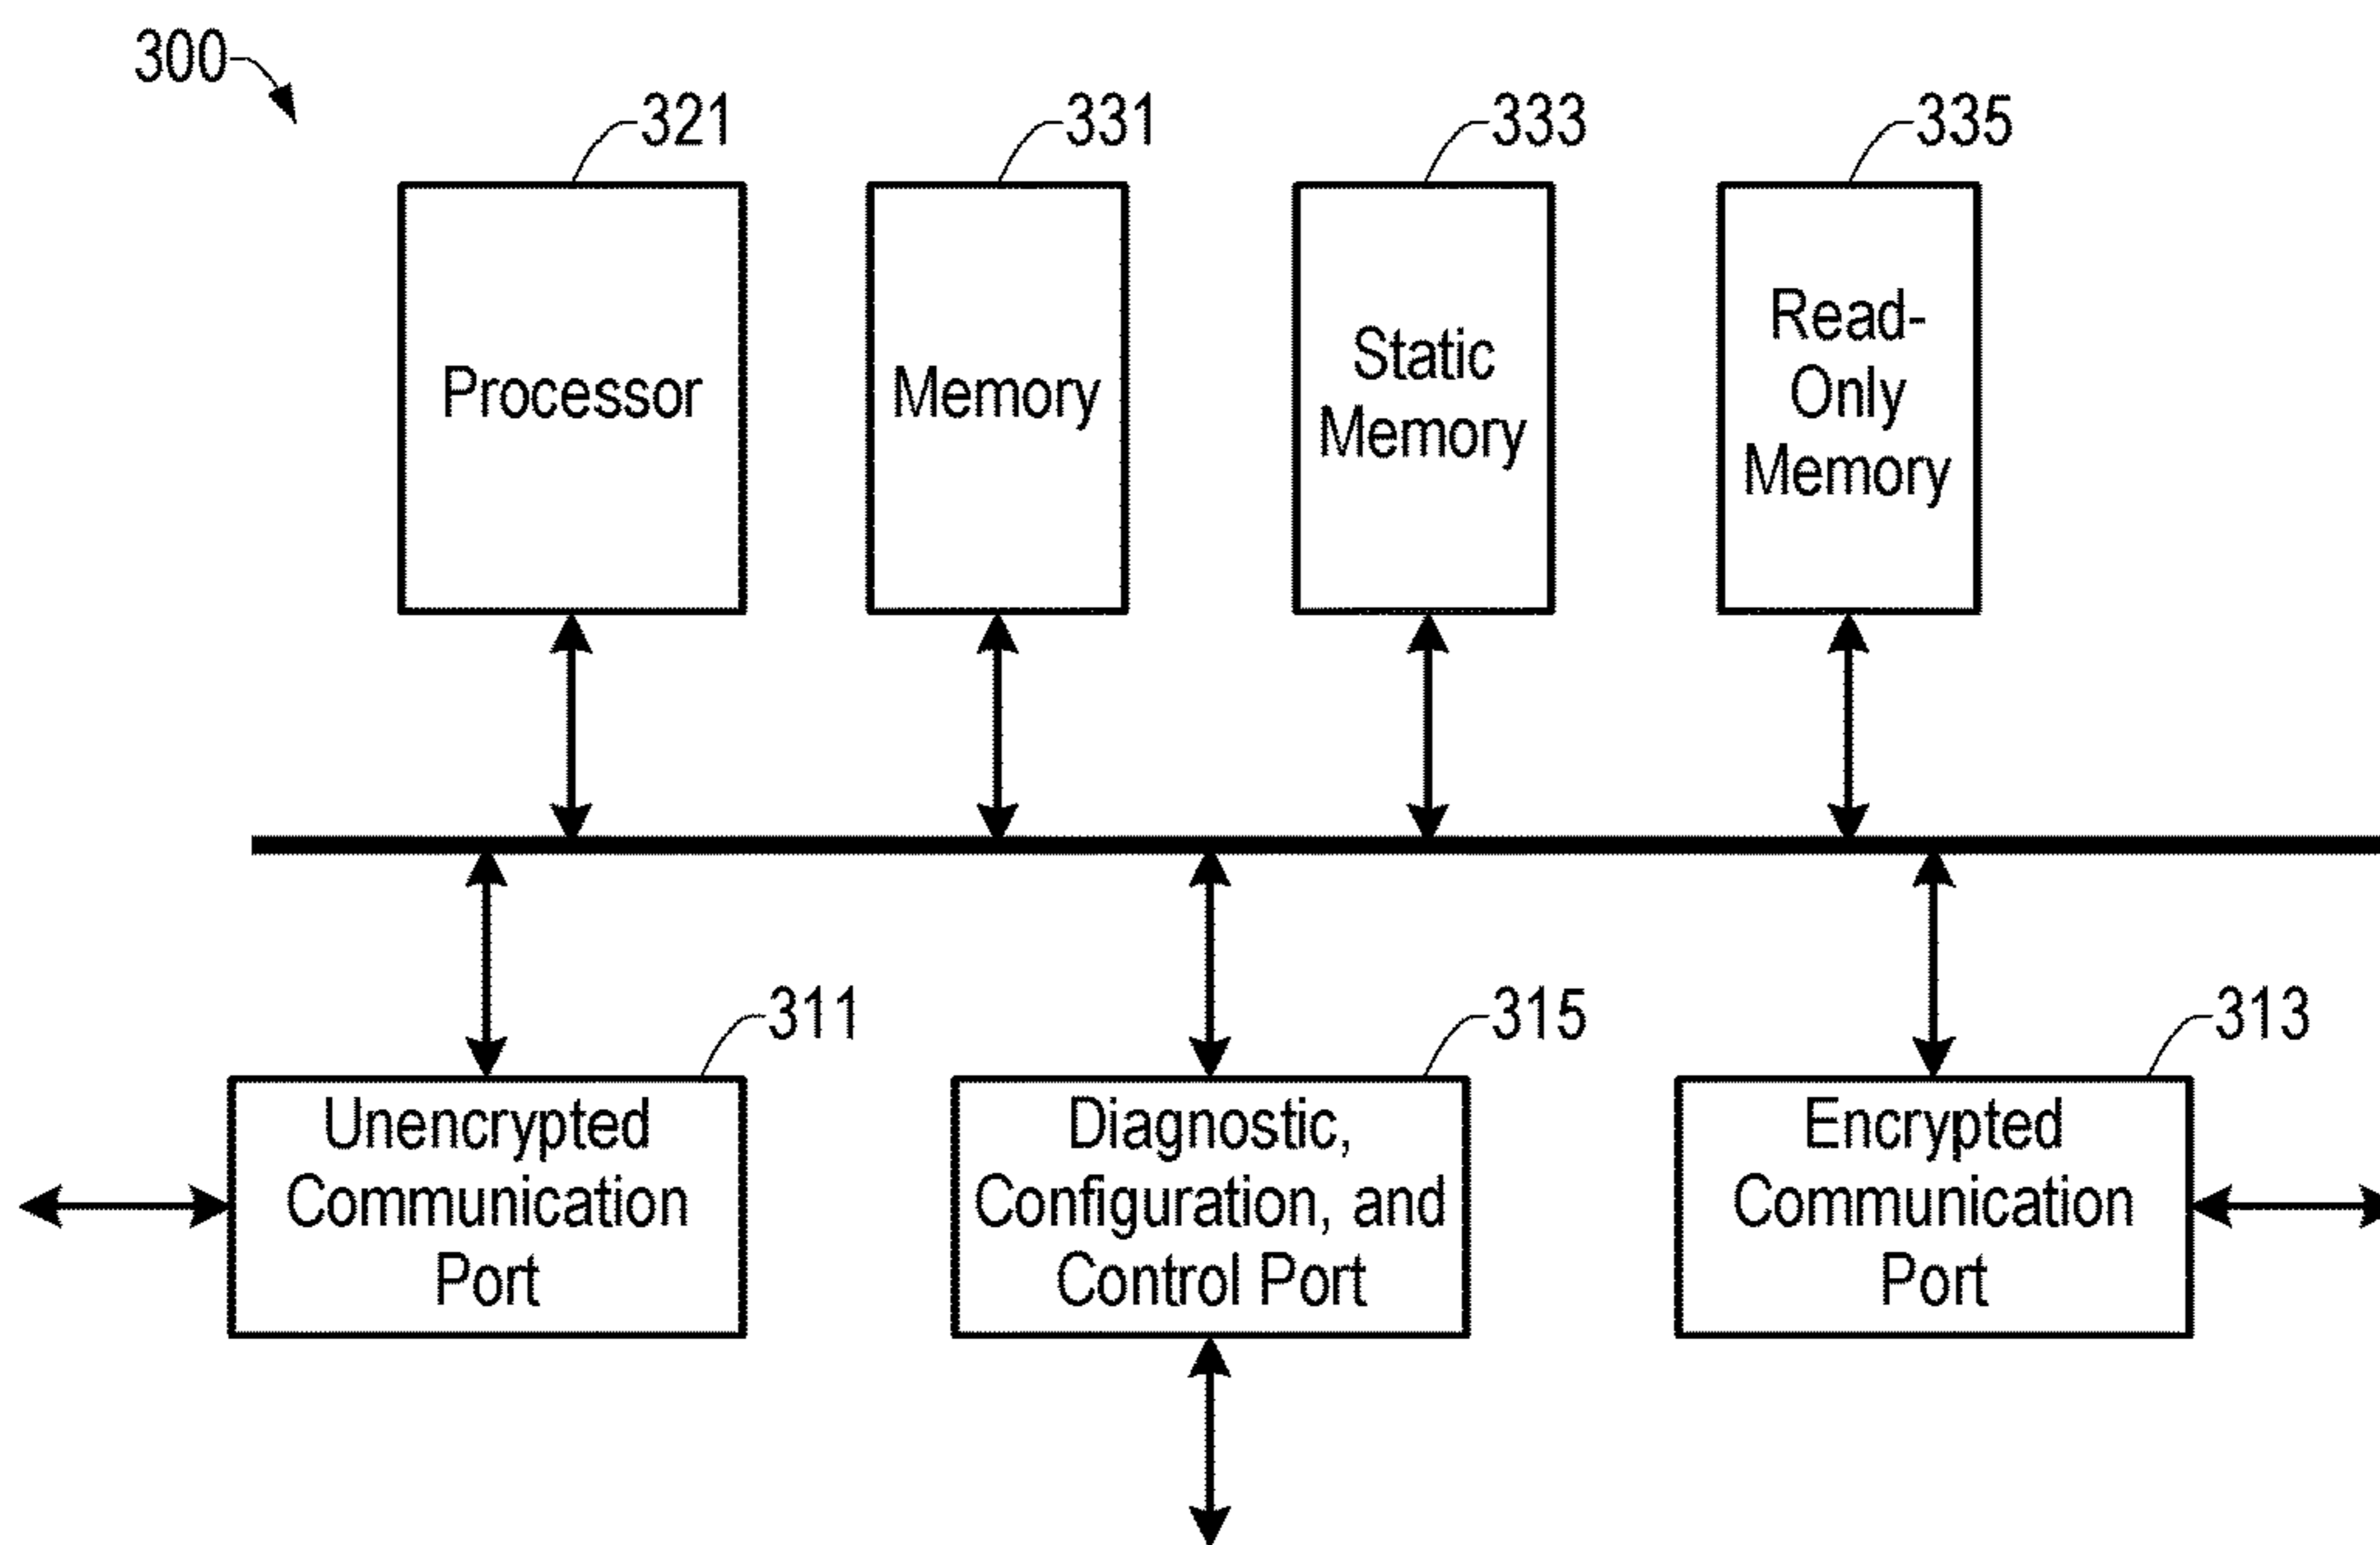 300
321
331
333
335
Processor
Memory
Static
Memory
Read-
Only
Memory
311
315
313
Unencrypted
Communication
Port
Diagnostic,
Configuration, and
Control Port
Encrypted
Communication
Port